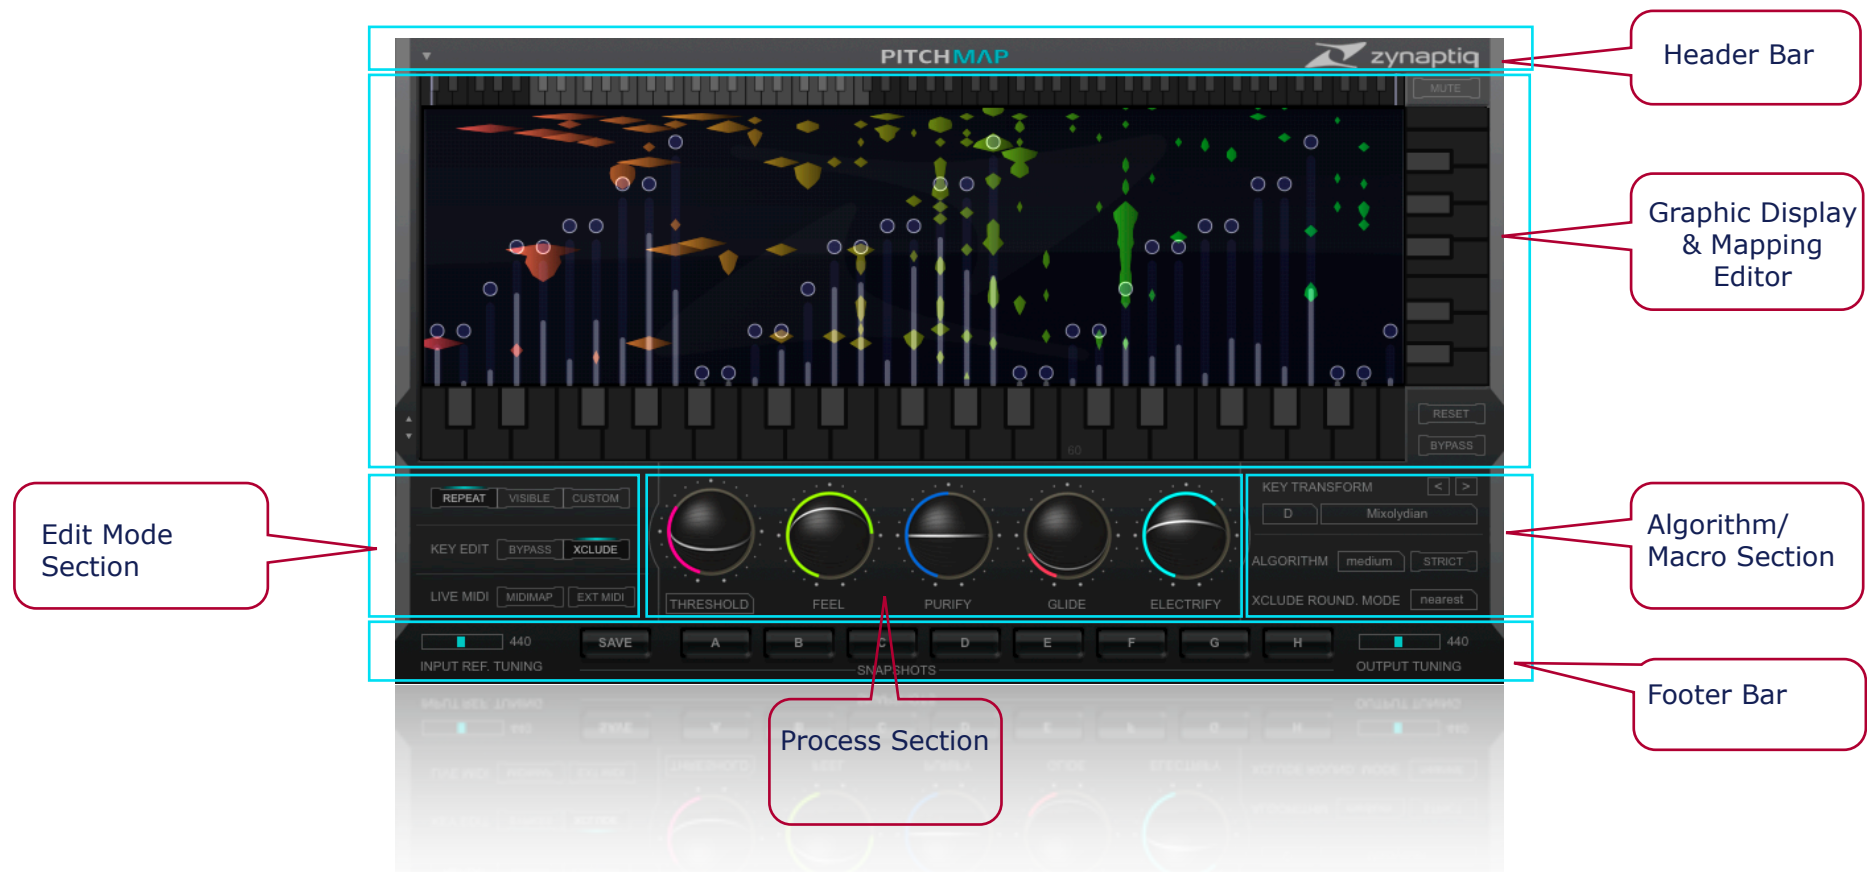 PITCHMAP
zynaptiq
Header Bar
MUTE
Graphic Display
& Mapping
Editor
RESET
60
BYPASS
REPEAT VISIBLE CUSTOM
KEY EDIT BYPASS XCLUDE
LIVE MIDI MIDIMAP EXT MIDI
Edit Mode
Section
THRESHOLD FEEL PURIFY GLIDE ELECTRIFY
KEY TRANSFORM < >
D Mixolydian
ALGORITHM medium STRICT
XCLUDE ROUND. MODE nearest
Algorithm/
Macro Section
440 SAVE A B C D E F G H 440
INPUT REF. TUNING SNAPSHOTS OUTPUT TUNING
Footer Bar
Process Section